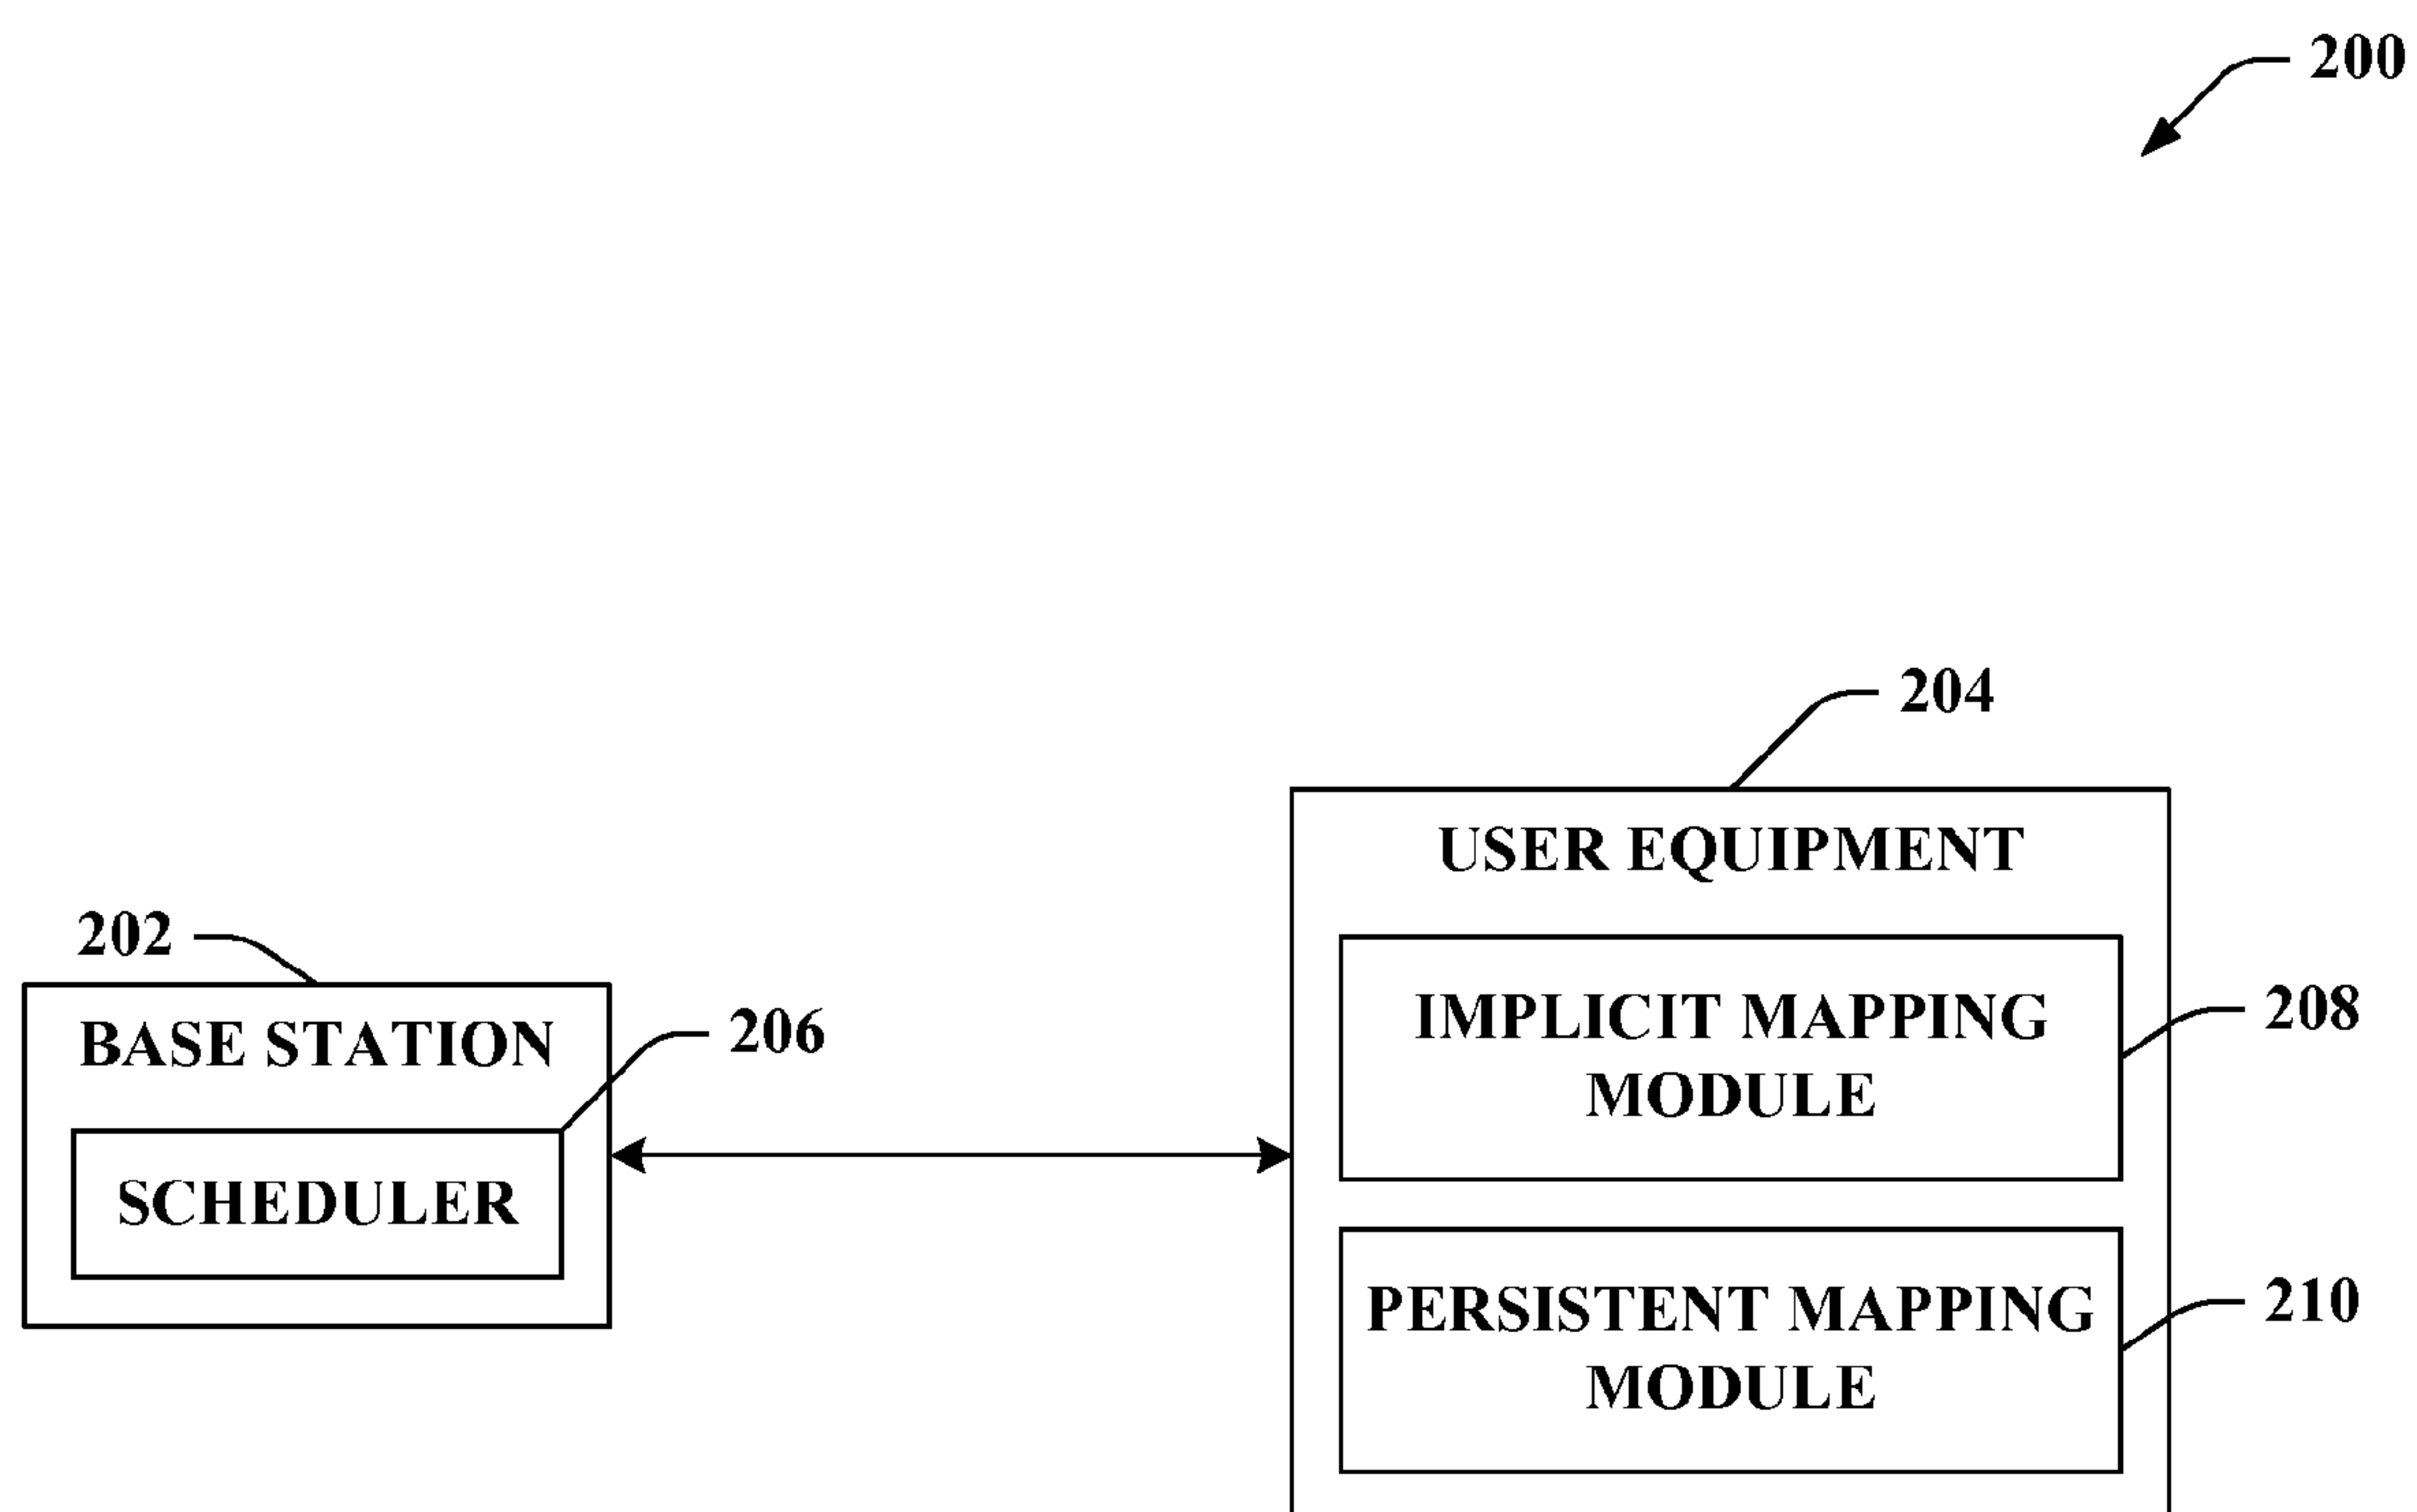 200
204
USER EQUIPMENT
202
BASE STATION
206
SCHEDULER
IMPLICIT MAPPING
MODULE
208
PERSISTENT MAPPING
MODULE
210